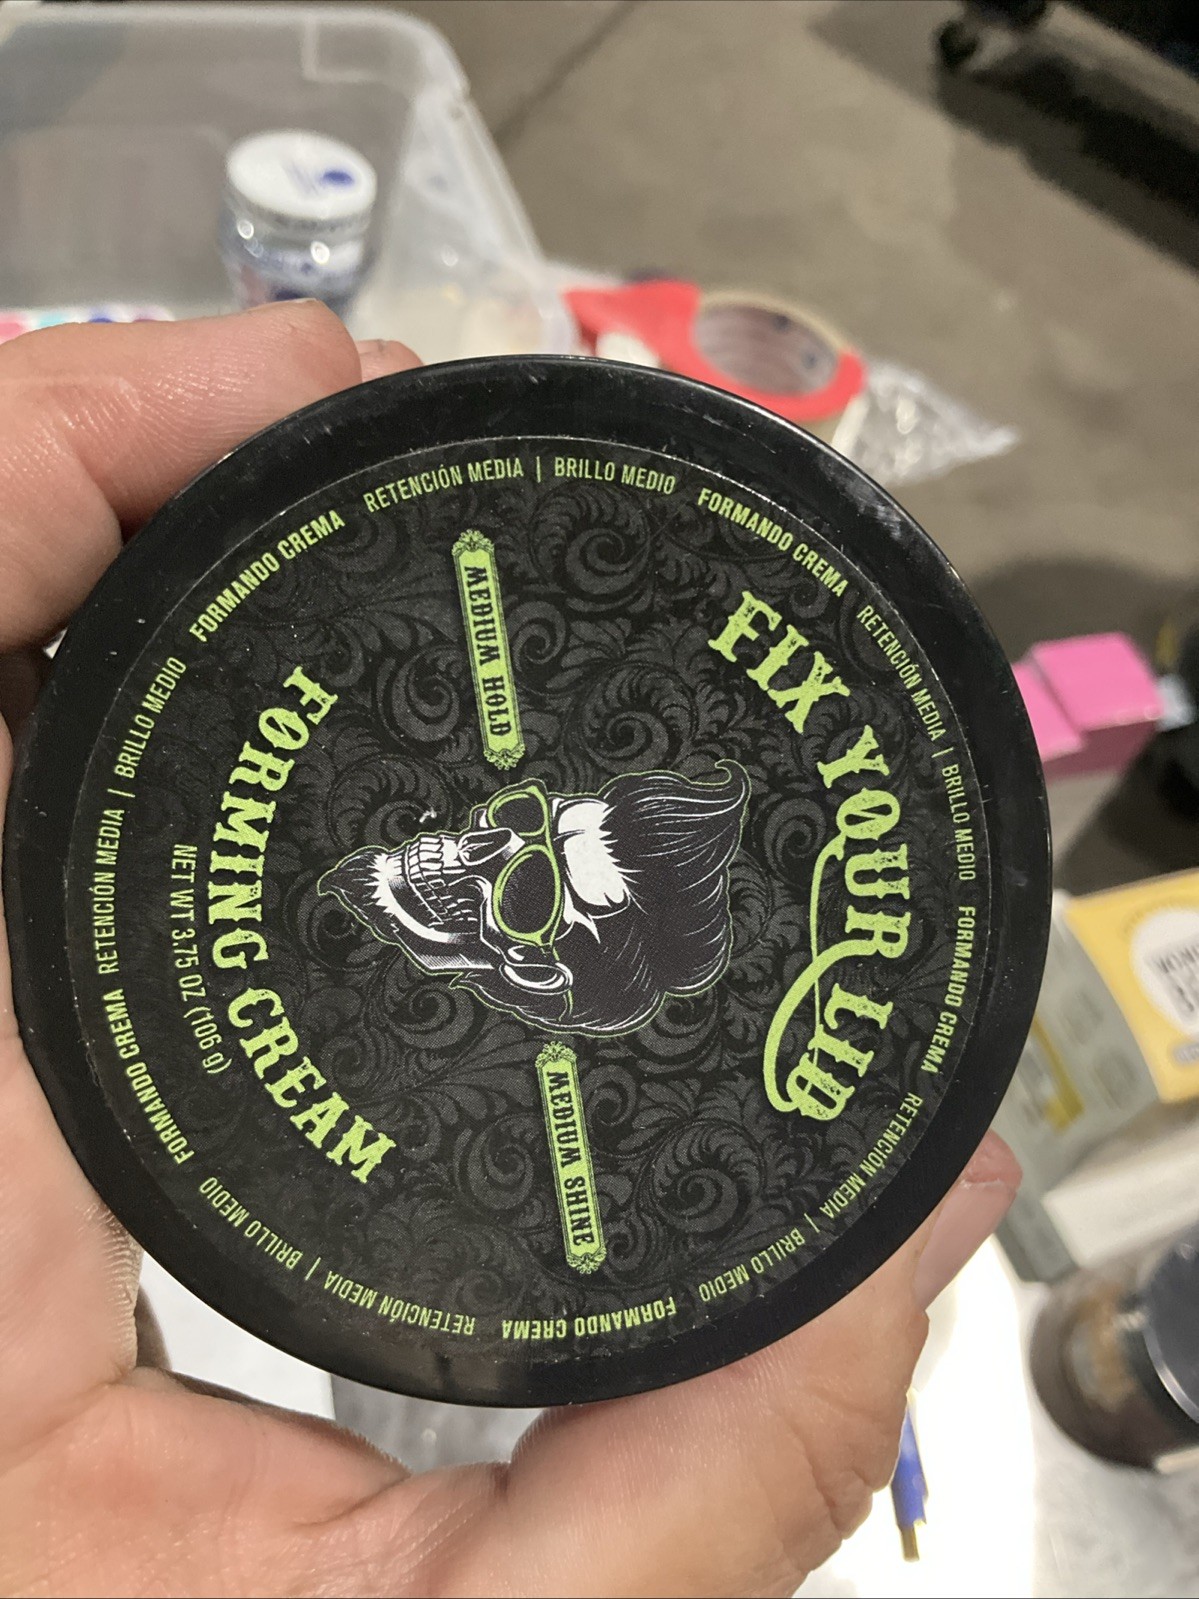 FIX YOUR LID
MEDIUM HOLD
MEDIUM SHINE
FORMING CREAM
NET WT 3.75 OZ (106 g)
FORMANDO CREMA RETENCIÓN MEDIA | BRILLO MEDIO
FORMANDO CREMA RETENCIÓN MEDIA | BRILLO MEDIO
FORMANDO CREMA RETENCIÓN MEDIA | BRILLO MEDIO
FORMANDO CREMA RETENCIÓN MEDIA | BRILLO MEDIO
FORMANDO CREMA RETENCIÓN MEDIA | BRILLO MEDIO